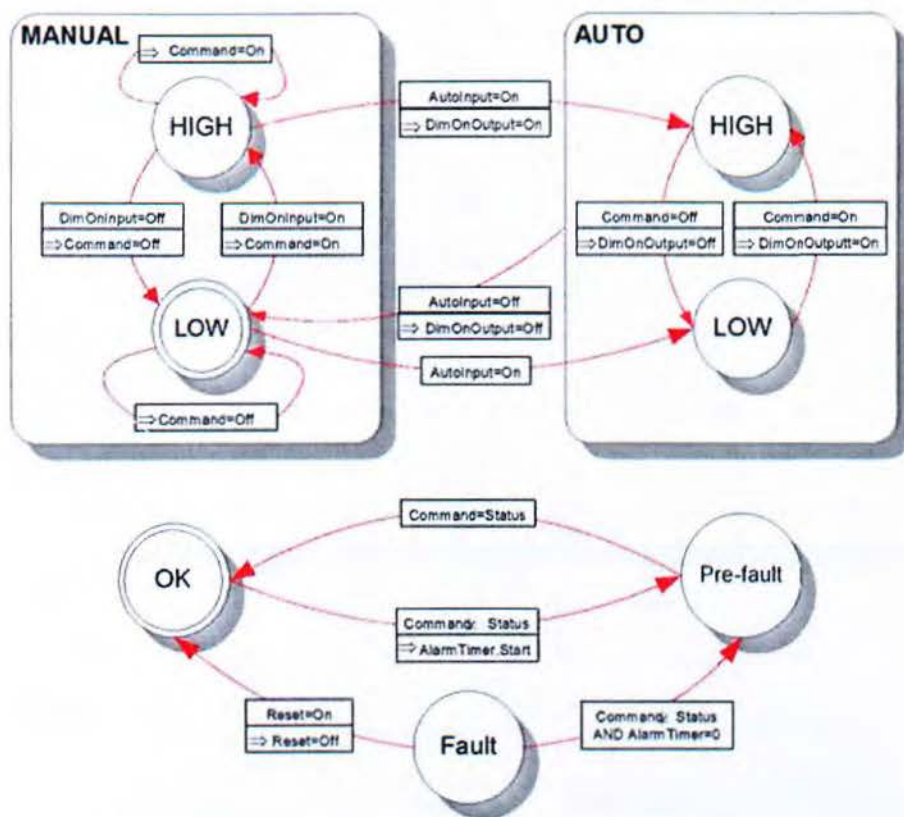 MANUAL
⇒ Command=On
HIGH
DimOnInput=Off
⇒Command=Off
DimOnInput=On
⇒ Command=On
LOW
⇒Command=Off
AutoInput=On
⇒ DimOnOutput=On
AutoInput=Off
⇒ DimOnOutput=Off
AutoInput=On
AUTO
HIGH
Command=Off
⇒DimOnOutput=Off
Command=On
⇒ DimOnOutputt=On
LOW
Command=Status
OK
Pre-fault
Command≠ Status
⇒ AlarmTimer.Start
Reset=On
⇒ Reset=Off
Fault
Command≠ Status
AND AlarmTimer=0